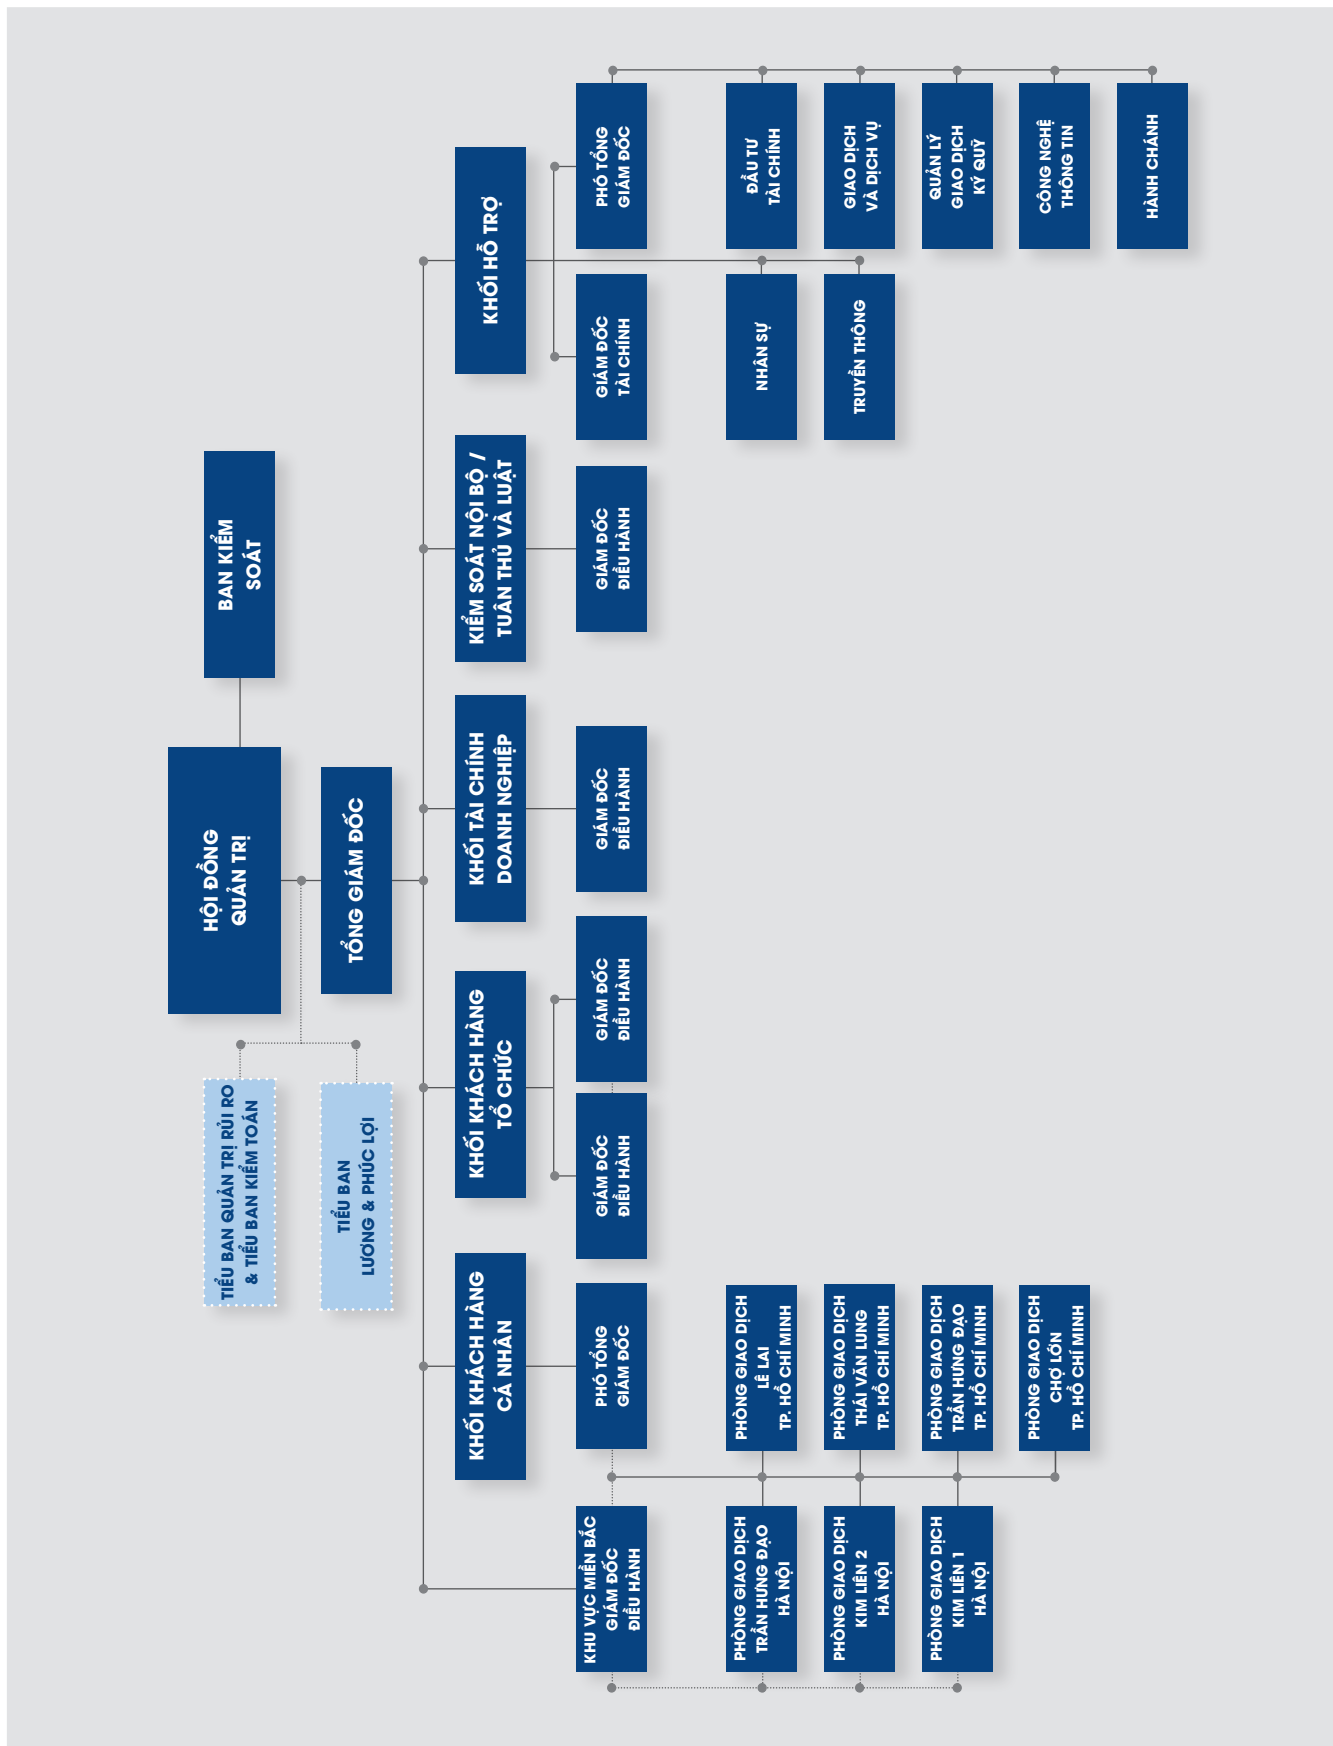 HỘI ĐỒNG
QUẢN TRỊ
BAN KIỂM
SOÁT
TIỂU BAN QUẢN TRỊ RỦI RO
& TIỂU BAN KIỂM TOÁN
TỔNG GIÁM ĐỐC
TIỂU BAN
LƯƠNG & PHÚC LỢI
KHỐI KHÁCH HÀNG
CÁ NHÂN
KHỐI KHÁCH HÀNG
TỔ CHỨC
KHỐI TÀI CHÍNH
DOANH NGHIỆP
KIỂM SOÁT NỘI BỘ /
TUÂN THỦ VÀ LUẬT
KHỐI HỖ TRỢ
KHU VỰC MIỀN BẮC
GIÁM ĐỐC
ĐIỀU HÀNH
PHÓ TỔNG
GIÁM ĐỐC
GIÁM ĐỐC
ĐIỀU HÀNH
GIÁM ĐỐC
ĐIỀU HÀNH
GIÁM ĐỐC
ĐIỀU HÀNH
GIÁM ĐỐC
ĐIỀU HÀNH
GIÁM ĐỐC
TÀI CHÍNH
PHÓ TỔNG
GIÁM ĐỐC
PHÒNG GIAO DỊCH
TRẦN HƯNG ĐẠO
HÀ NỘI
PHÒNG GIAO DỊCH
LÊ LAI
TP. HỒ CHÍ MINH
NHÂN SỰ
ĐẦU TƯ
TÀI CHÍNH
PHÒNG GIAO DỊCH
KIM LIÊN 2
HÀ NỘI
PHÒNG GIAO DỊCH
THÁI VĂN LUNG
TP. HỒ CHÍ MINH
TRUYỀN THÔNG
GIAO DỊCH
VÀ DỊCH VỤ
PHÒNG GIAO DỊCH
KIM LIÊN 1
HÀ NỘI
PHÒNG GIAO DỊCH
TRẦN HƯNG ĐẠO
TP. HỒ CHÍ MINH
QUẢN LÝ
GIAO DỊCH
KÝ QUỸ
PHÒNG GIAO DỊCH
CHỢ LỚN
TP. HỒ CHÍ MINH
CÔNG NGHỆ
THÔNG TIN
HÀNH CHÁNH